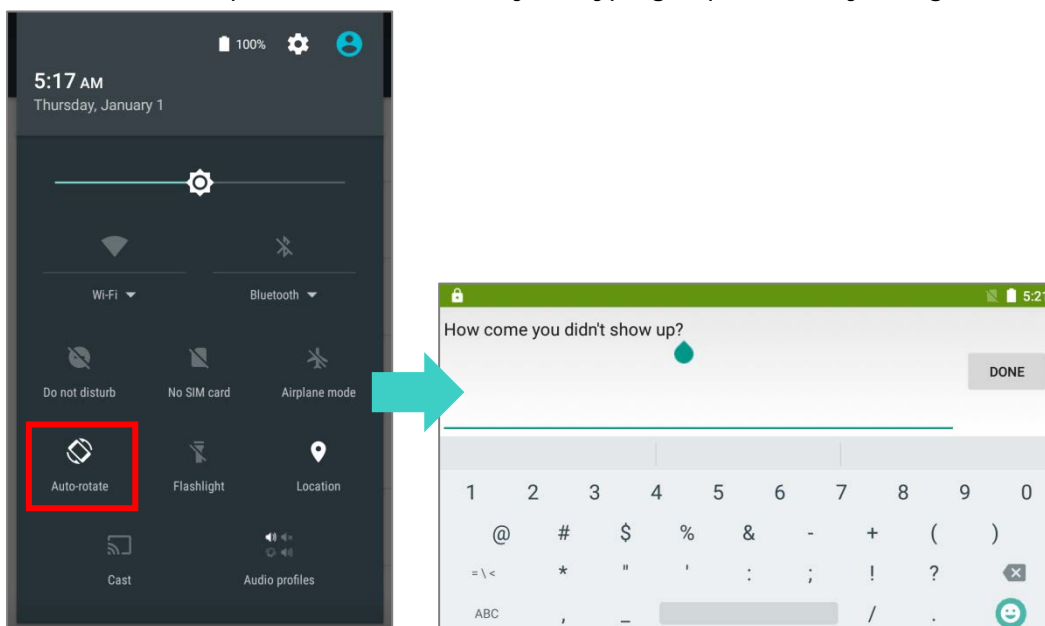 100%
5:17 AM
Thursday, January 1
Wi-Fi
Bluetooth
Do not disturb
No SIM card
Airplane mode
Auto-rotate
Flashlight
Location
Cast
Audio profiles
5:21
How come you didn't show up?
DONE
1 2 3 4 5 6 7 8 9 0
@ # $ % & - + ( )
= \ < * " ' : ; ! ?
ABC , _ / .